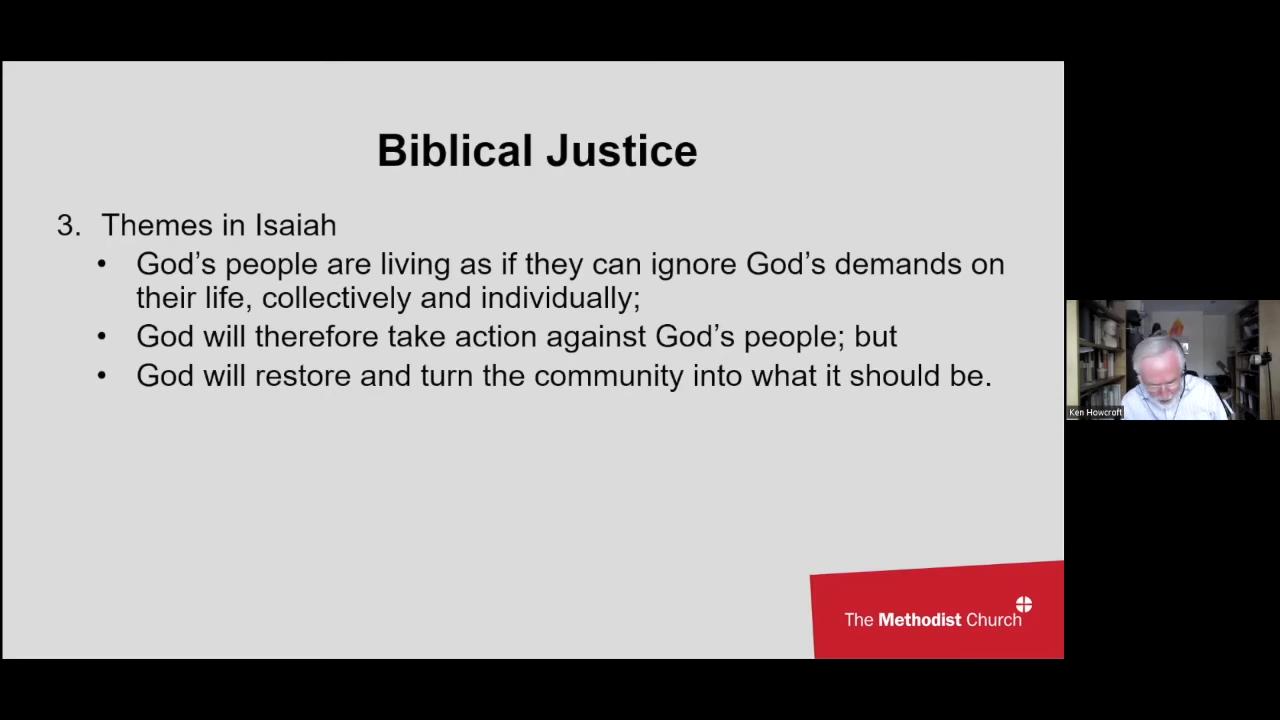 Biblical Justice
3. Themes in Isaiah
• God’s people are living as if they can ignore God’s demands on
their life, collectively and individually;
• God will therefore take action against God’s people; but
• God will restore and turn the community into what it should be.
Ken Howcroft
The Methodist Church